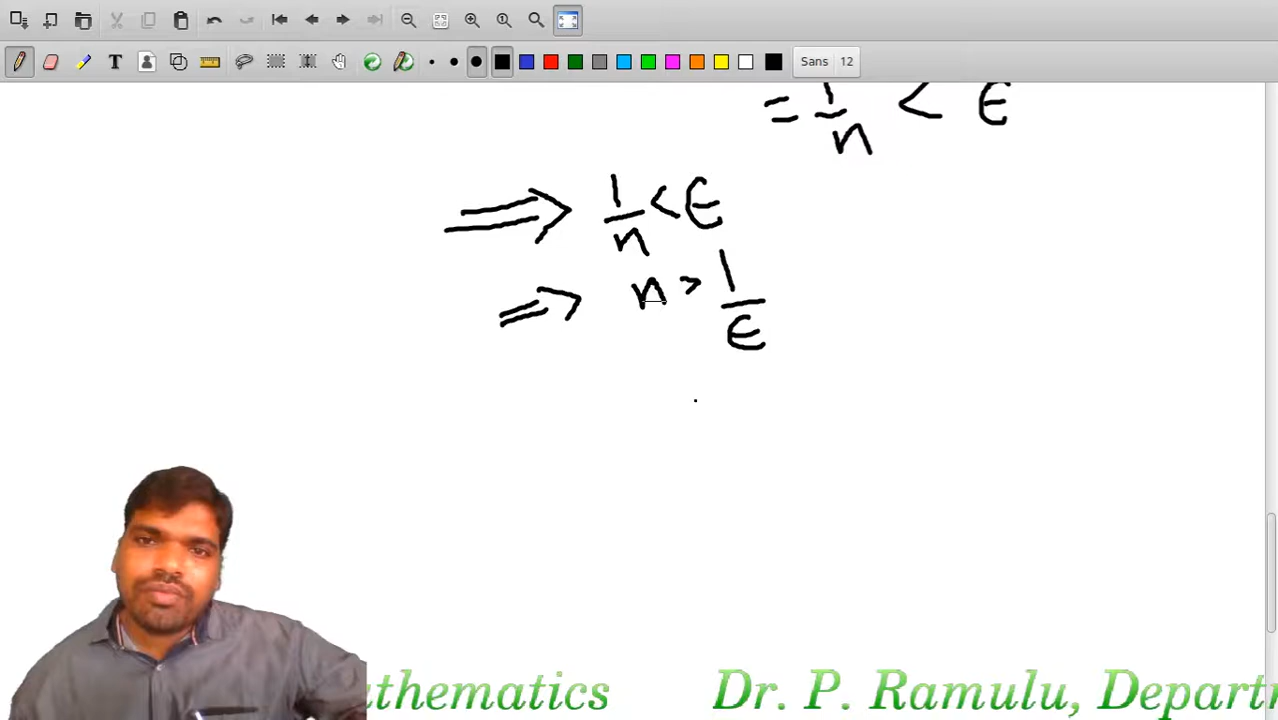 Sans 12
= 1/n < ε
⟹ 1/n < ε
⟹ n > 1/ε
athematics Dr. P. Ramulu, Depart